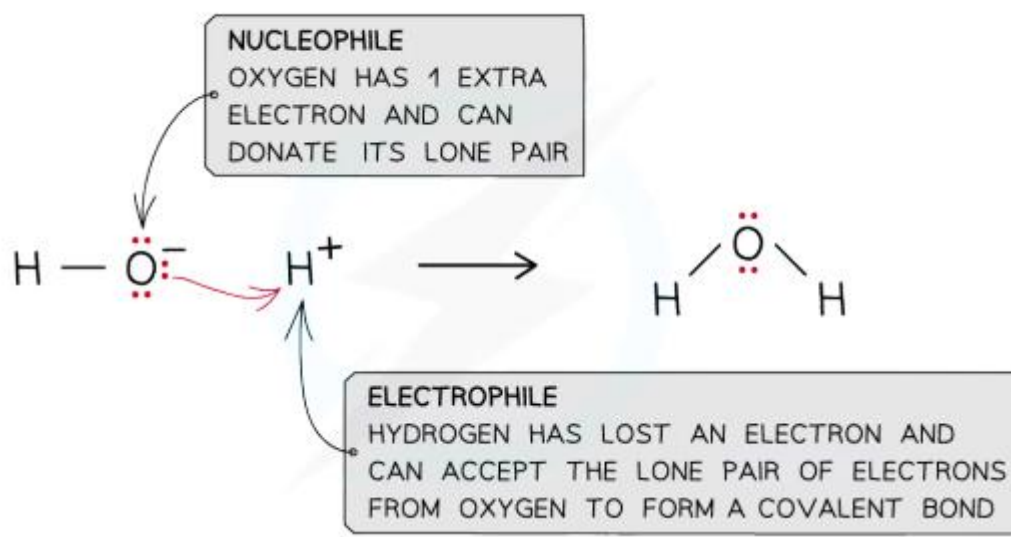 NUCLEOPHILE
OXYGEN HAS 1 EXTRA
ELECTRON AND CAN
DONATE ITS LONE PAIR
H — O⁻ H⁺ → O
H H
ELECTROPHILE
HYDROGEN HAS LOST AN ELECTRON AND
CAN ACCEPT THE LONE PAIR OF ELECTRONS
FROM OXYGEN TO FORM A COVALENT BOND